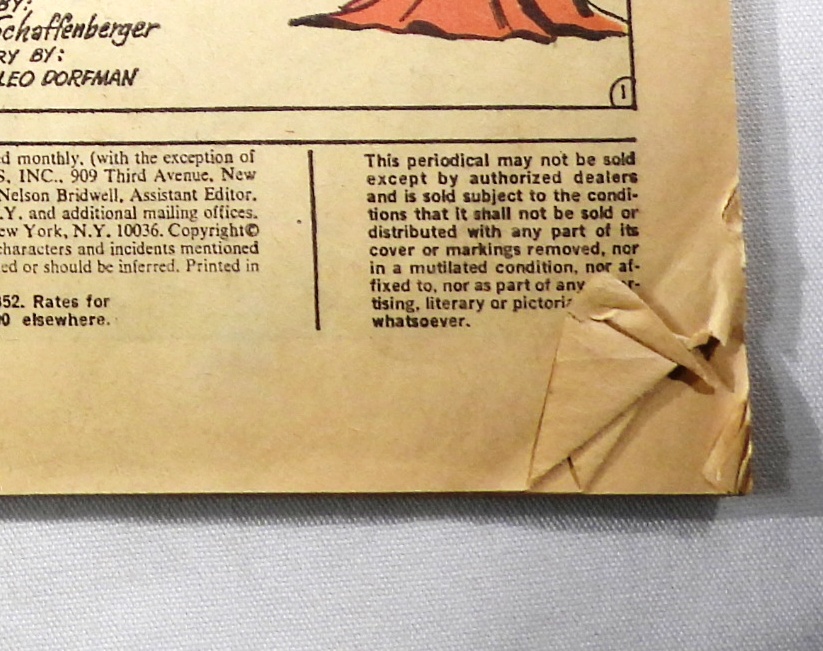 BY:
Schaffenberger
RY BY:
LEO DORFMAN
1
d monthly. (with the exception of
S, INC., 909 Third Avenue, New
Nelson Bridwell, Assistant Editor.
.Y. and additional mailing offices.
ew York, N.Y. 10036. Copyright©
characters and incidents mentioned
ed or should be inferred. Printed in
352. Rates for
0 elsewhere.
This periodical may not be sold
except by authorized dealers
and is sold subject to the condi-
tions that it shall not be sold or
distributed with any part of its
cover or markings removed, nor
in a mutilated condition, nor af-
fixed to, nor as part of any
tising, literary or
whatsoever.